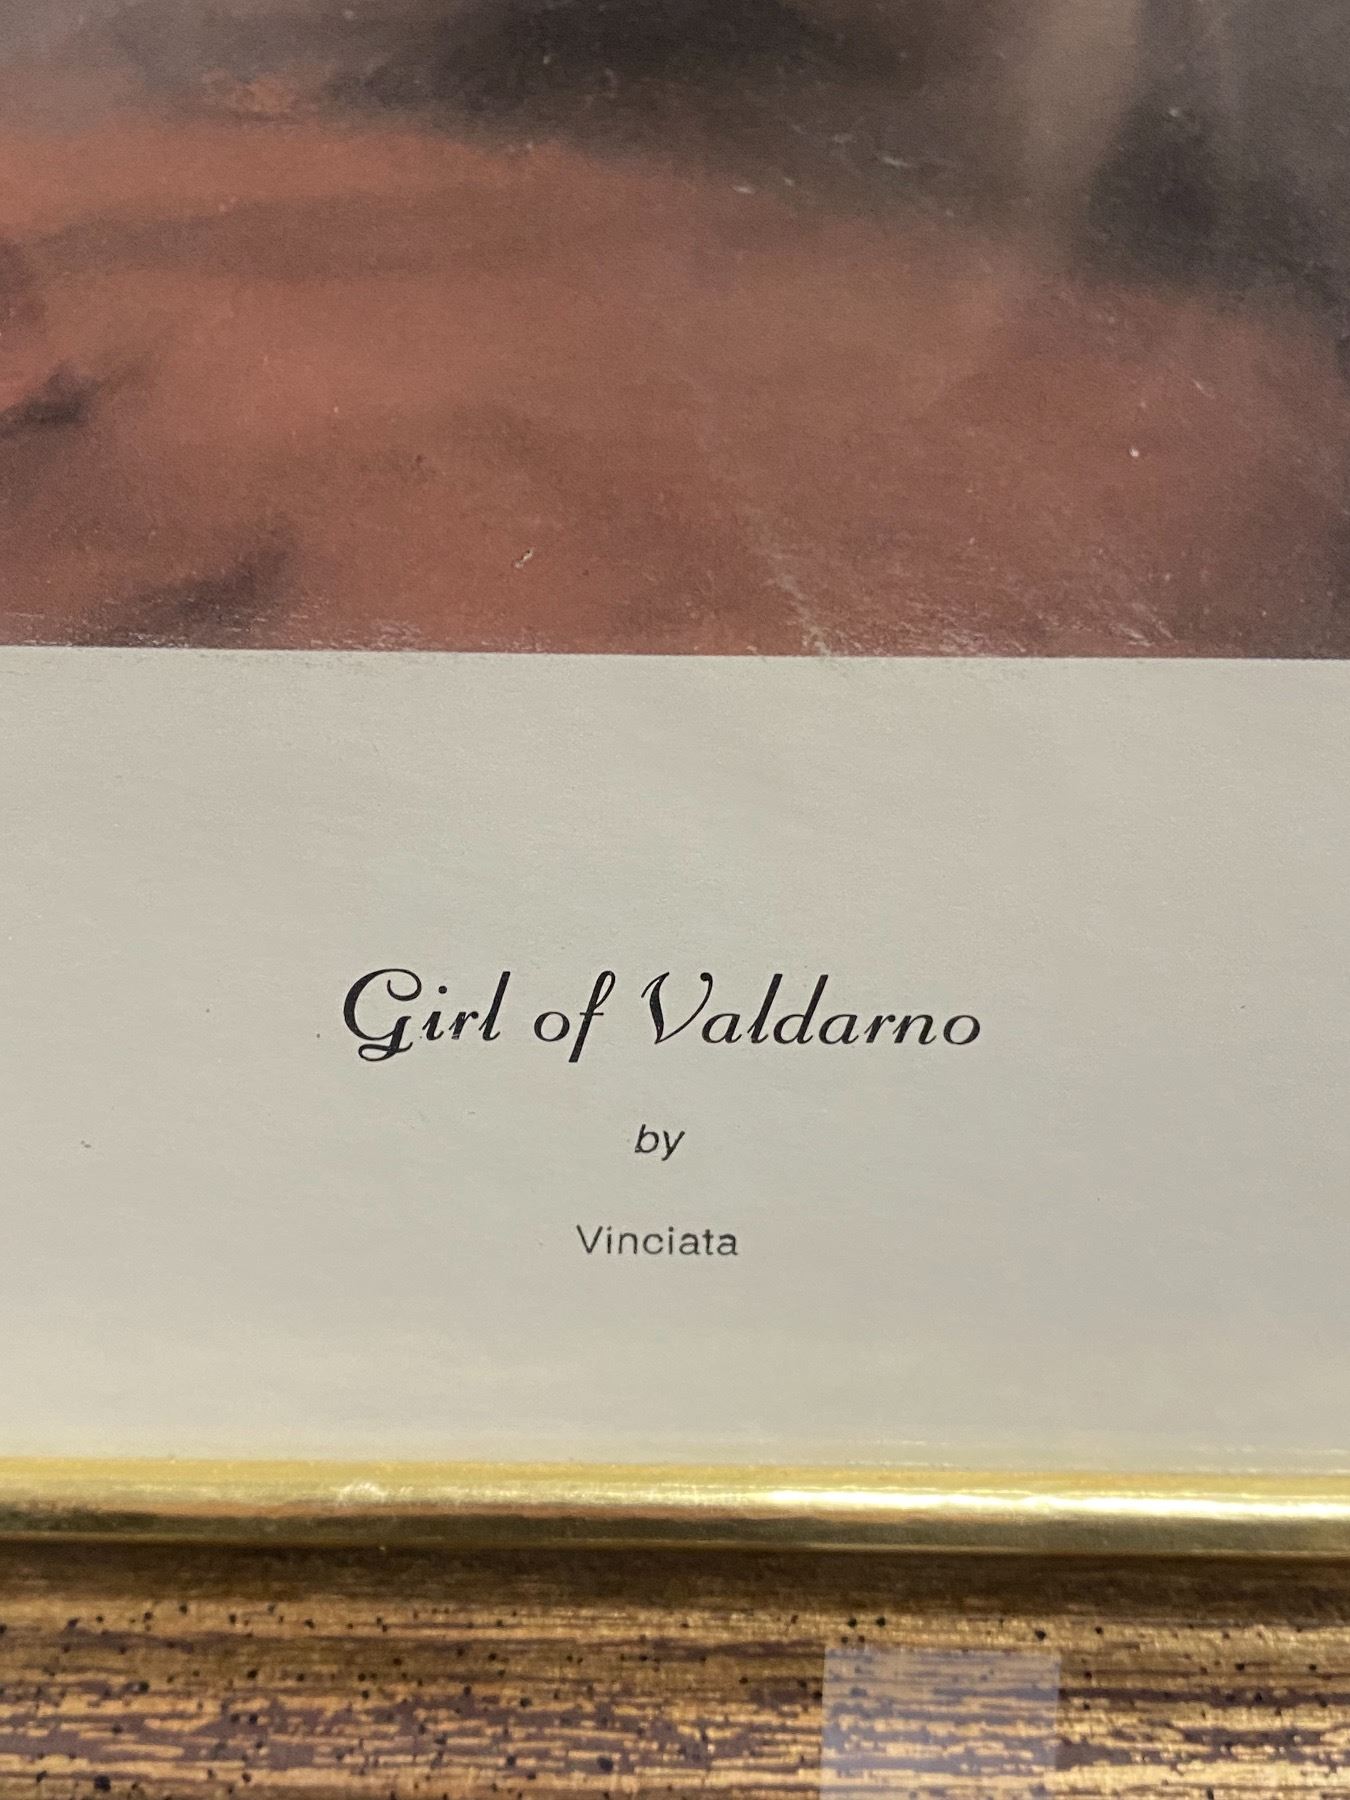 Girl of Valdarno
by
Vinciata